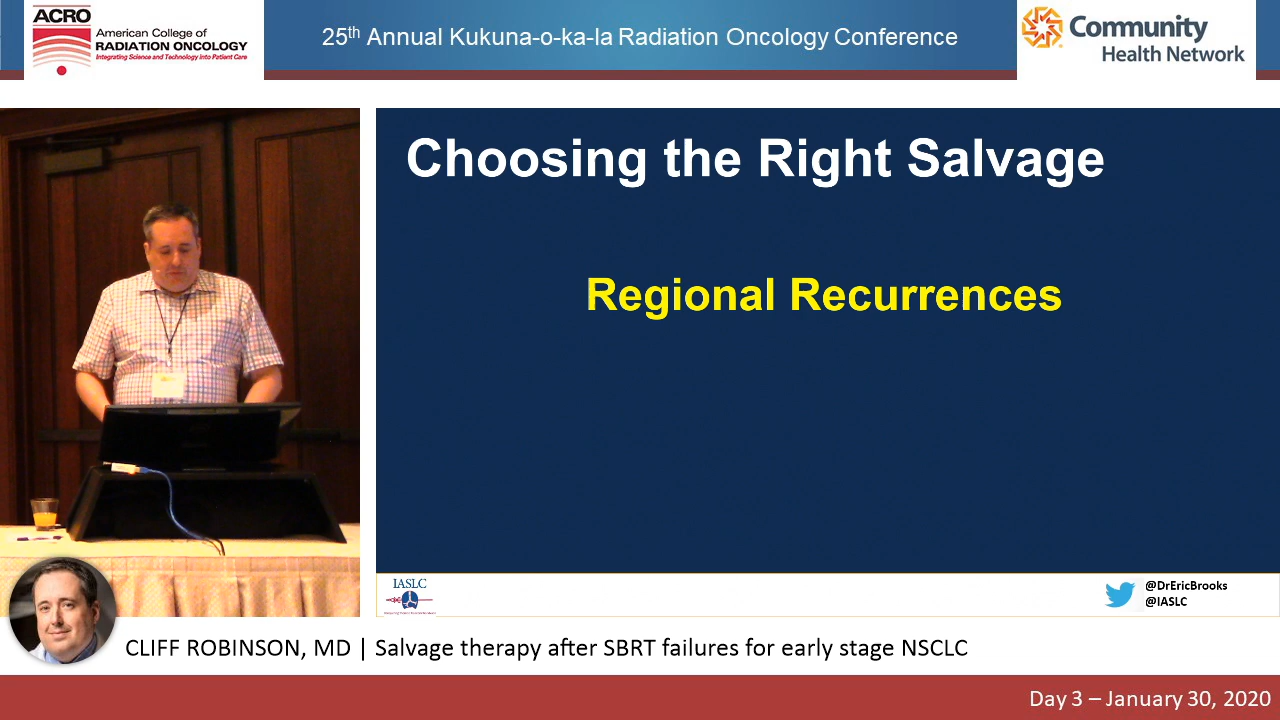 ACRO
American College of
RADIATION ONCOLOGY
Integrating Science and Technology Into Patient Care
25th Annual Kukuna-o-ka-la Radiation Oncology Conference
Community
Health Network
Choosing the Right Salvage
Regional Recurrences
IASLC
@DrEricBrooks
@IASLC
CLIFF ROBINSON, MD | Salvage therapy after SBRT failures for early stage NSCLC
Day 3 – January 30, 2020